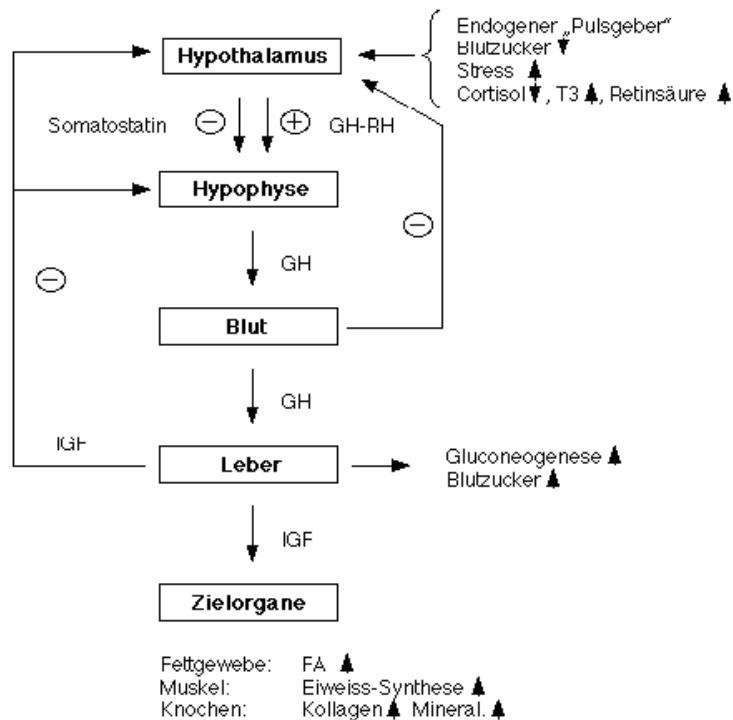 Endogener „Pulsgeber“
Blutzucker ▼
Stress ▲
Cortisol ▼, T3 ▲, Retinsäure ▲
Hypothalamus
Somatostatin − + GH-RH
Hypophyse
−
GH
−
Blut
GH
IGF
Leber
Gluconeogenese ▲
Blutzucker ▲
IGF
Zielorgane
Fettgewebe: FA ▲
Muskel: Eiweiss-Synthese ▲
Knochen: Kollagen ▲ Mineral. ▲